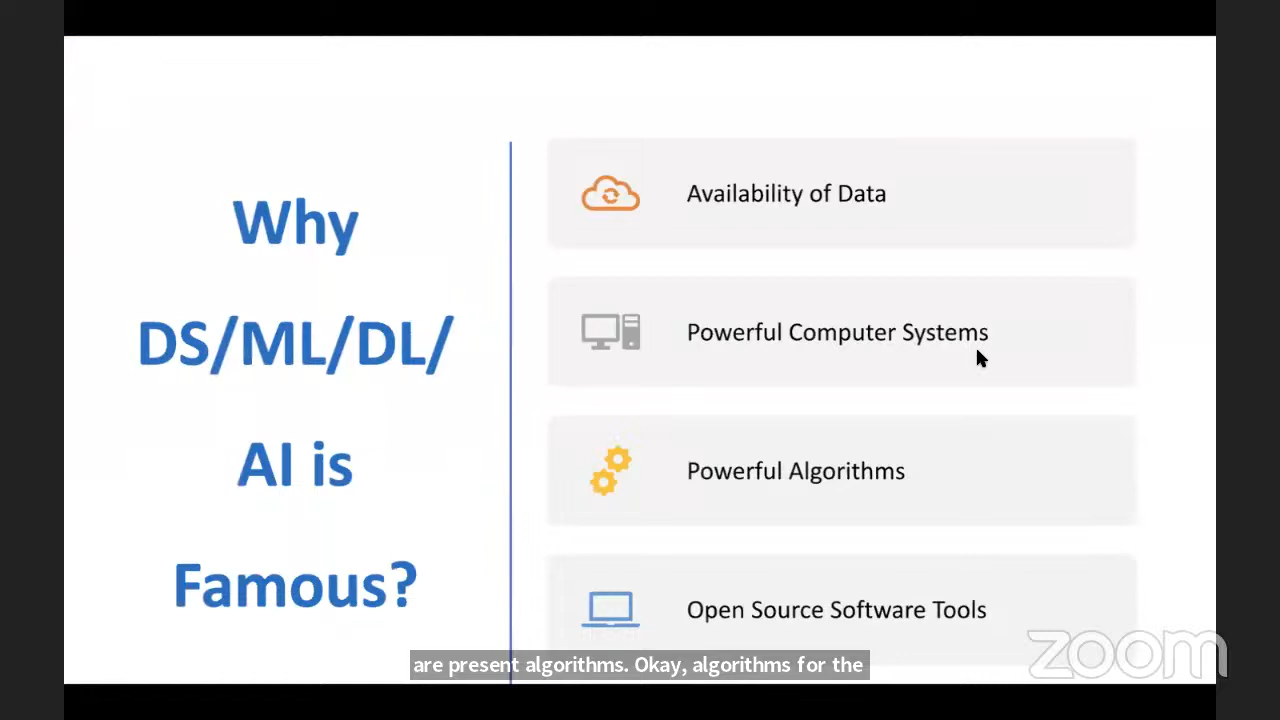 Why
DS/ML/DL/
AI is
Famous?
Availability of Data
Powerful Computer Systems
Powerful Algorithms
Open Source Software Tools
are present algorithms. Okay, algorithms for the
zoom